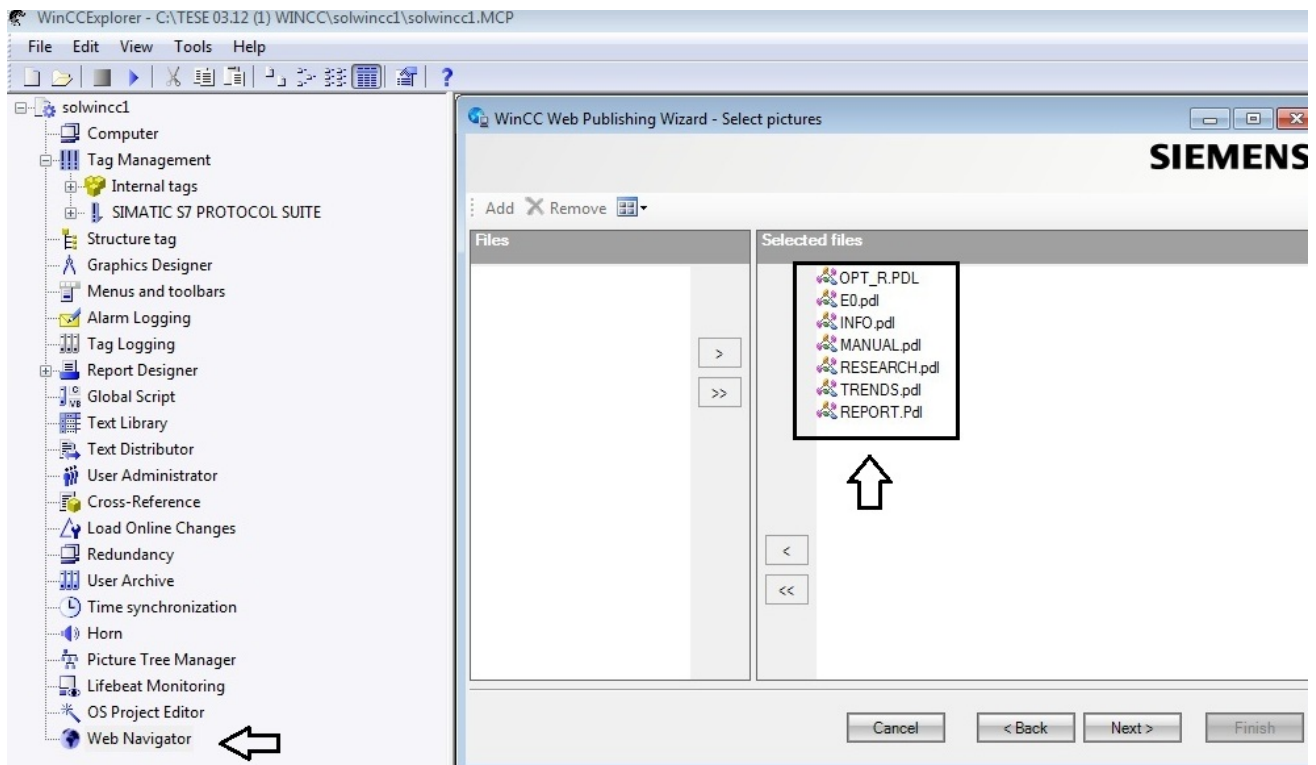 WinCCExplorer - C:\TESE 03.12 (1) WINCC\solwincc1\solwincc1.MCP
File Edit View Tools Help
solwincc1
Computer
Tag Management
Internal tags
SIMATIC S7 PROTOCOL SUITE
Structure tag
Graphics Designer
Menus and toolbars
Alarm Logging
Tag Logging
Report Designer
Global Script
Text Library
Text Distributor
User Administrator
Cross-Reference
Load Online Changes
Redundancy
User Archive
Time synchronization
Horn
Picture Tree Manager
Lifebeat Monitoring
OS Project Editor
Web Navigator
WinCC Web Publishing Wizard - Select pictures
SIEMENS
Add Remove
Files
Selected files
OPT_R.PDL
E0.pdl
INFO.pdl
MANUAL.pdl
RESEARCH.pdl
TRENDS.pdl
REPORT.Pdl
>
>>
<
<<
Cancel < Back Next > Finish